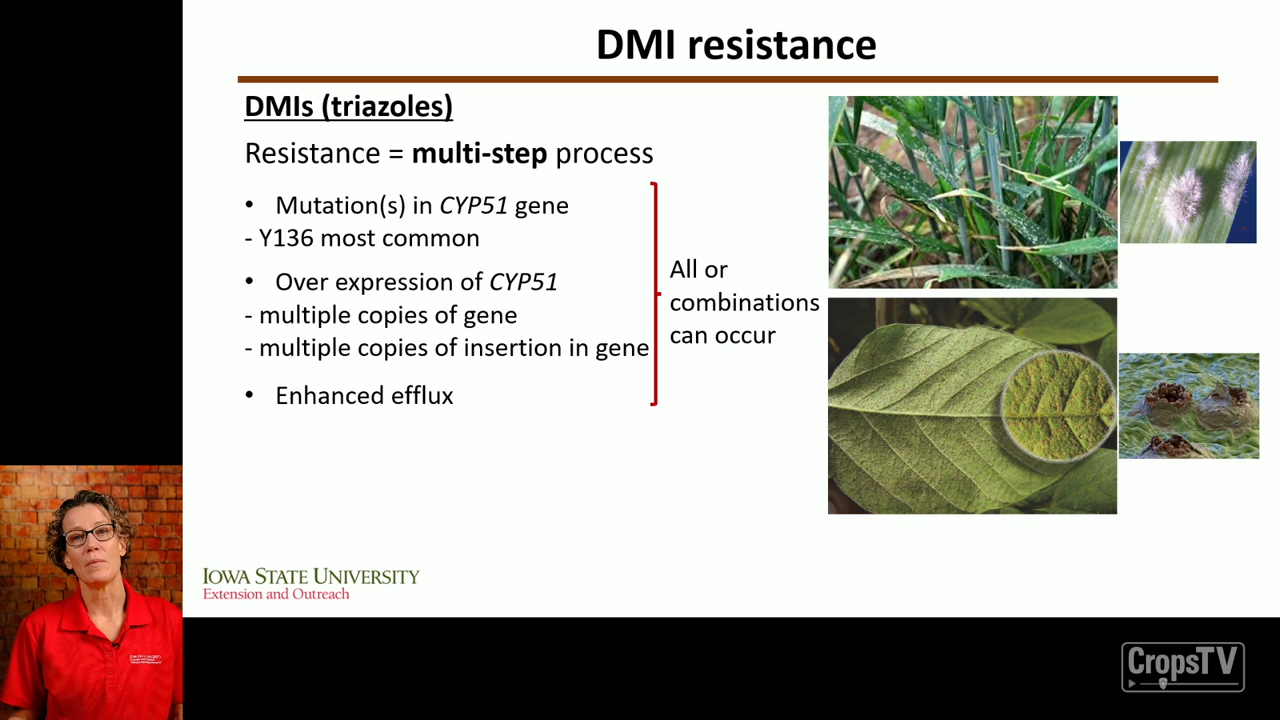 DMI resistance
DMIs (triazoles)
Resistance = multi-step process
• Mutation(s) in CYP51 gene
- Y136 most common
• Over expression of CYP51
- multiple copies of gene
- multiple copies of insertion in gene
• Enhanced efflux
All or
combinations
can occur
IOWA STATE UNIVERSITY
Extension and Outreach
CropsTV